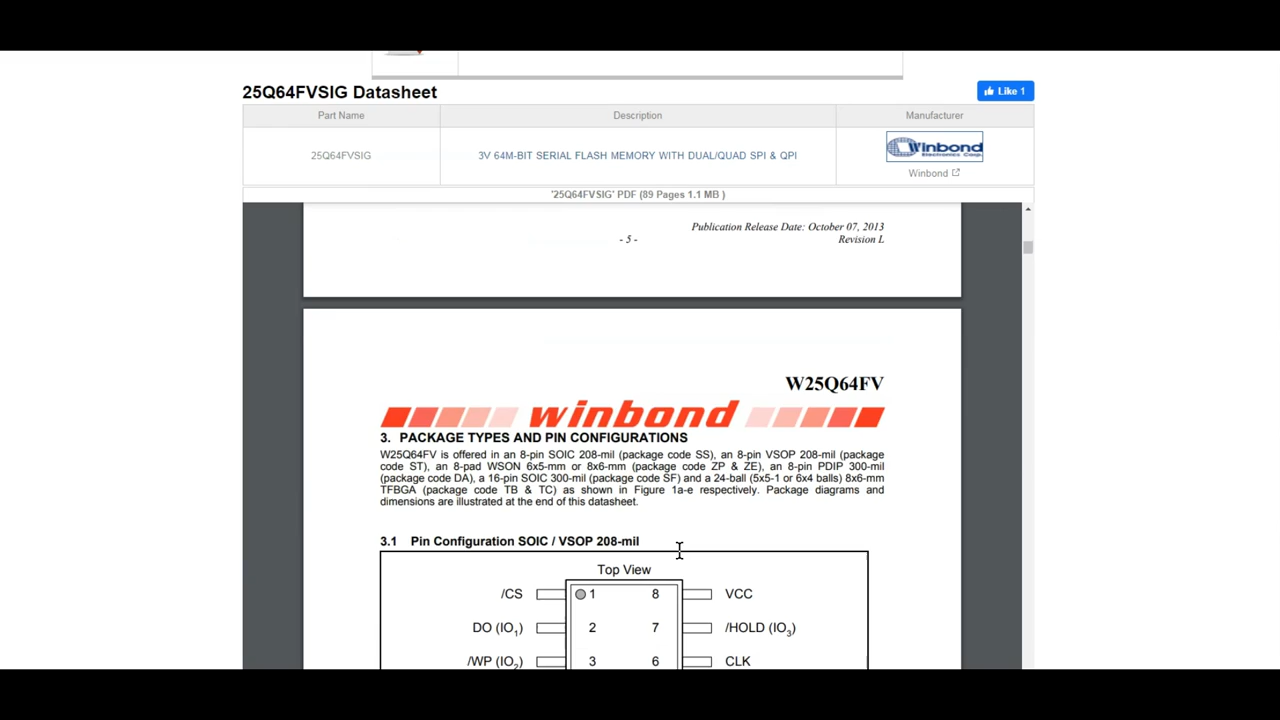 25Q64FVSIG Datasheet
Like 1
Part Name Description Manufacturer
25Q64FVSIG 3V 64M-BIT SERIAL FLASH MEMORY WITH DUAL/QUAD SPI & QPI Winbond Electronics Corp.
Winbond
'25Q64FVSIG' PDF (89 Pages 1.1 MB )
Publication Release Date: October 07, 2013
- 5 - Revision L
W25Q64FV
winbond
3. PACKAGE TYPES AND PIN CONFIGURATIONS
W25Q64FV is offered in an 8-pin SOIC 208-mil (package code SS), an 8-pin VSOP 208-mil (package
code ST), an 8-pad WSON 6x5-mm or 8x6-mm (package code ZP & ZE), an 8-pin PDIP 300-mil
(package code DA), a 16-pin SOIC 300-mil (package code SF) and a 24-ball (5x5-1 or 6x4 balls) 8x6-mm
TFBGA (package code TB & TC) as shown in Figure 1a-e respectively. Package diagrams and
dimensions are illustrated at the end of this datasheet.
3.1 Pin Configuration SOIC / VSOP 208-mil
Top View
/CS 1 8 VCC
DO (IO1) 2 7 /HOLD (IO3)
/WP (IO2) 3 6 CLK